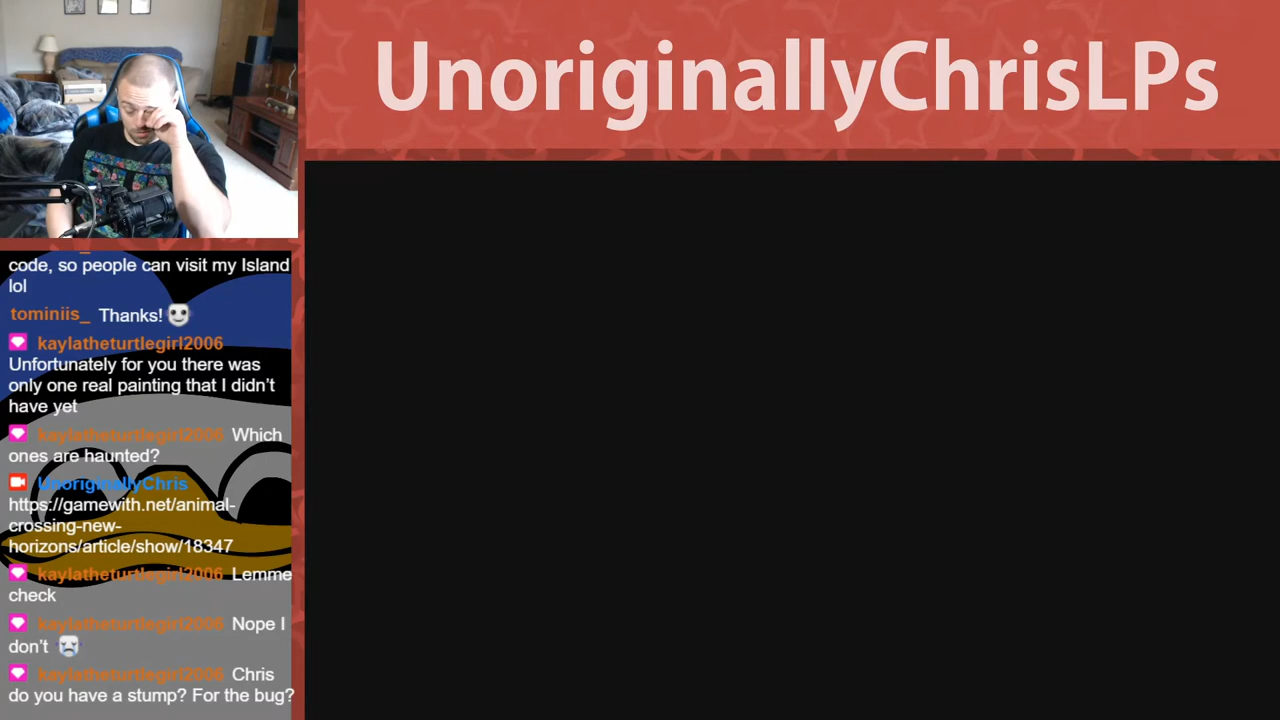 UnoriginallyChrisLPs
code, so people can visit my Island
lol
tominiis_ Thanks!
kaylatheturtlegirl2006
Unfortunately for you there was
only one real painting that I didn't
have yet
kaylatheturtlegirl2006 Which
ones are haunted?
UnoriginallyChris
https://gamewith.net/animal-
crossing-new-
horizons/article/show/18347
kaylatheturtlegirl2006 Lemme
check
kaylatheturtlegirl2006 Nope I
don't
kaylatheturtlegirl2006 Chris
do you have a stump? For the bug?